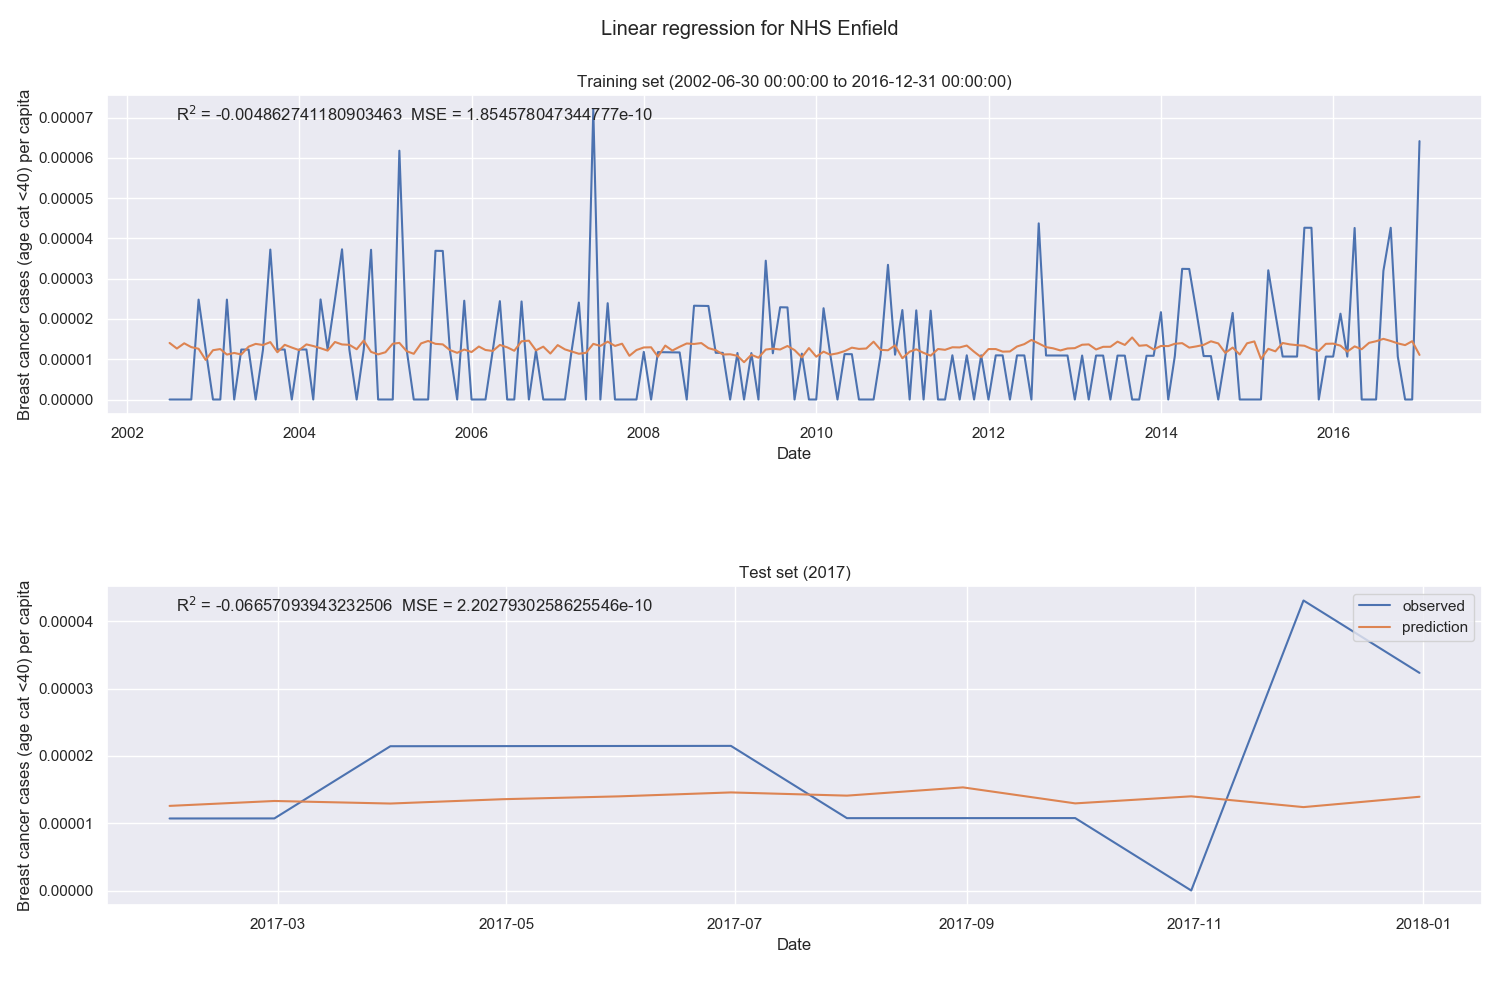 Linear regression for NHS Enfield
Training set (2002-06-30 00:00:00 to 2016-12-31 00:00:00)
R² = -0.004862741180903463 MSE = 1.854578047344777e-10
Breast cancer cases (age cat <40) per capita
0.00007
0.00006
0.00005
0.00004
0.00003
0.00002
0.00001
0.00000
2002 2004 2006 2008 2010 2012 2014 2016
Date
Test set (2017)
R² = -0.06657093943232506 MSE = 2.2027930258625546e-10
observed
prediction
Breast cancer cases (age cat <40) per capita
0.00004
0.00003
0.00002
0.00001
0.00000
2017-03 2017-05 2017-07 2017-09 2017-11 2018-01
Date